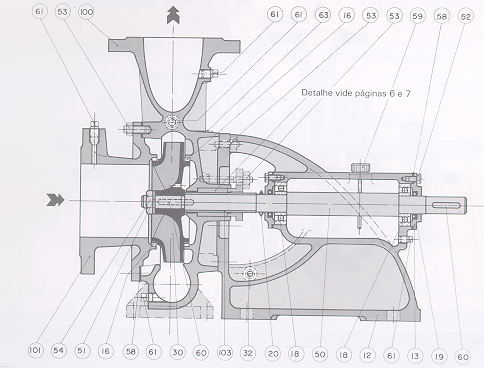 61 53 100 61 61 63 16 53 53 59 58 52
Detalhe vide páginas 6 e 7
101 54 51 16 58 61 30 60 103 32 20 18 50 18 12 61 13 19 60